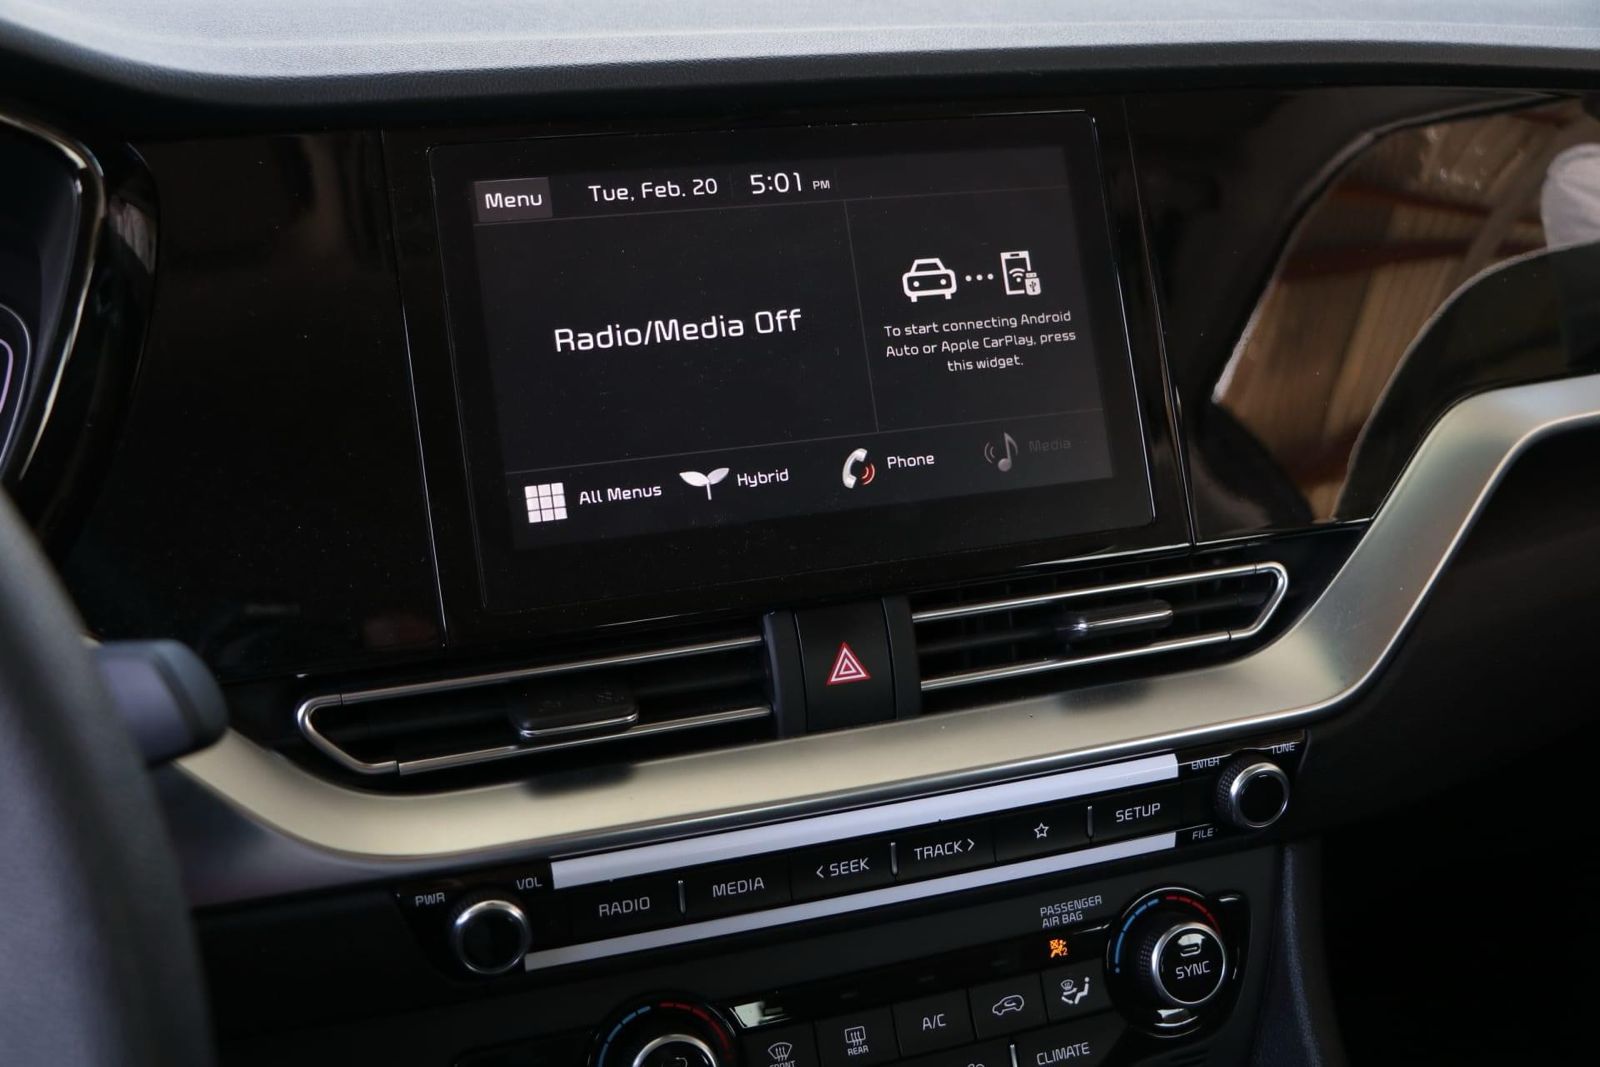 Menu
Tue, Feb. 20
5:01 PM
Radio/Media Off
To start connecting Android
Auto or Apple CarPlay, press
this widget.
All Menus
Hybrid
Phone
Media
TUNE
ENTER
FILE
PWR
VOL
RADIO
MEDIA
< SEEK
TRACK >
SETUP
PASSENGER
AIR BAG
SYNC
FRONT
REAR
A/C
CLIMATE